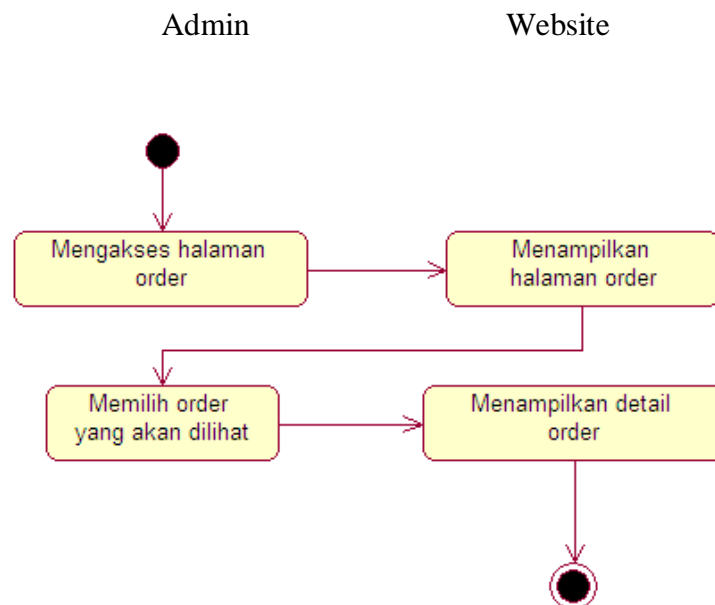 Admin
Website
Mengakses halaman
order
Menampilkan
halaman order
Memilih order
yang akan dilihat
Menampilkan detail
order